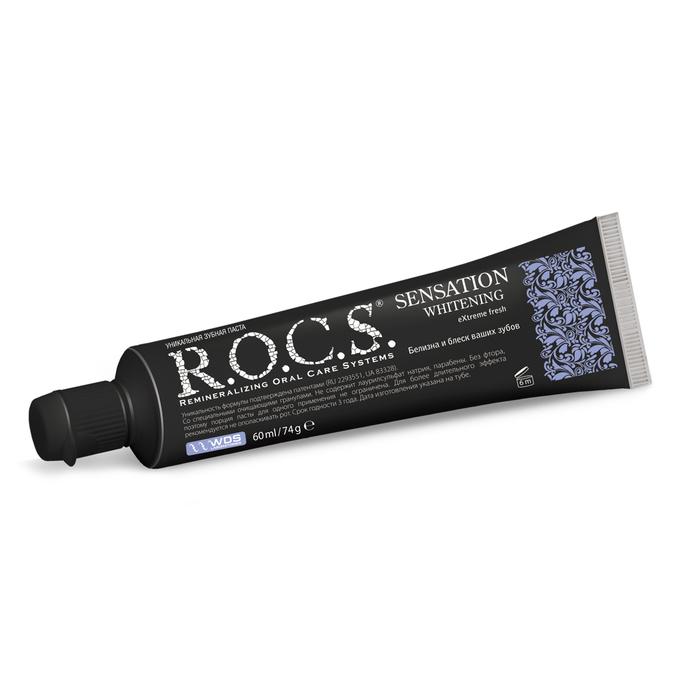 УНИКАЛЬНАЯ ЗУБНАЯ ПАСТА
R.O.C.S.®
REMINERALIZING ORAL CARE SYSTEMS
SENSATION
WHITENING
eXtreme fresh
Белизна и блеск ваших зубов
Уникальность формулы подтверждена патентами (RU 2293551, UA 83328).
Со специальными очищающими гранулами. Не содержит лаурилсульфат натрия, парабены. Без фтора,
поэтому порция пасты для одного применения не ограничена. Для более длительного эффекта
рекомендуется не ополаскивать рот. Срок годности 3 года. Дата изготовления указана на тубе.
WDS
LABORATORIES
60ml/74g ℮
6 m